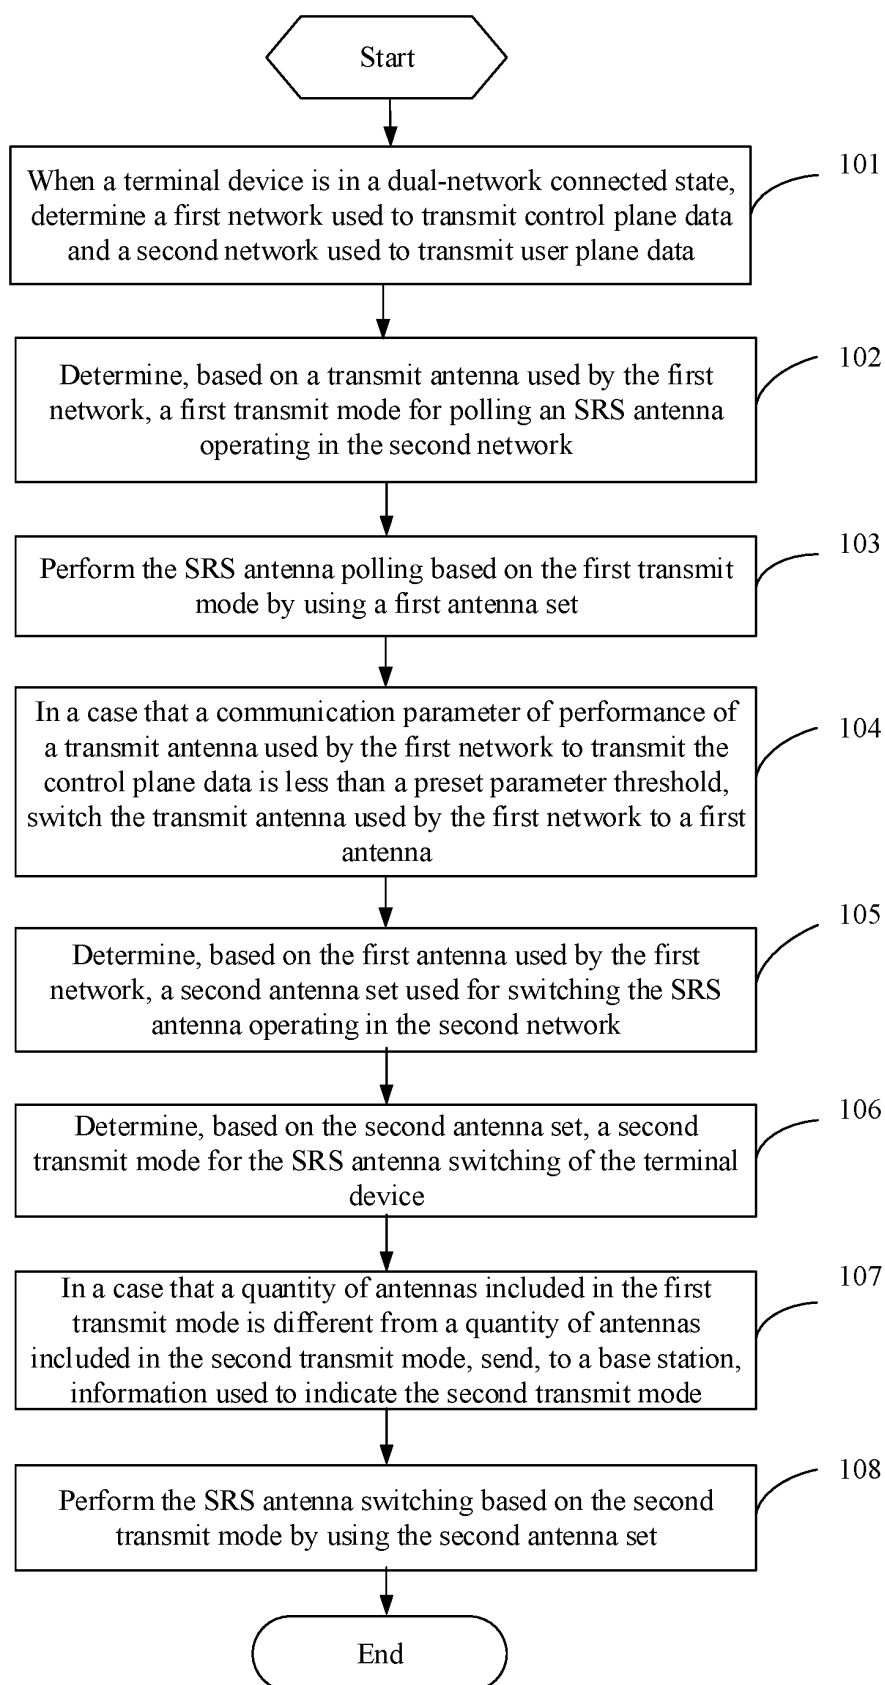 Start
When a terminal device is in a dual-network connected state,
determine a first network used to transmit control plane data
and a second network used to transmit user plane data
101
Determine, based on a transmit antenna used by the first
network, a first transmit mode for polling an SRS antenna
operating in the second network
102
Perform the SRS antenna polling based on the first transmit
mode by using a first antenna set
103
In a case that a communication parameter of performance of
a transmit antenna used by the first network to transmit the
control plane data is less than a preset parameter threshold,
switch the transmit antenna used by the first network to a first
antenna
104
Determine, based on the first antenna used by the first
network, a second antenna set used for switching the SRS
antenna operating in the second network
105
Determine, based on the second antenna set, a second
transmit mode for the SRS antenna switching of the terminal
device
106
In a case that a quantity of antennas included in the first
transmit mode is different from a quantity of antennas
included in the second transmit mode, send, to a base station,
information used to indicate the second transmit mode
107
Perform the SRS antenna switching based on the second
transmit mode by using the second antenna set
108
End